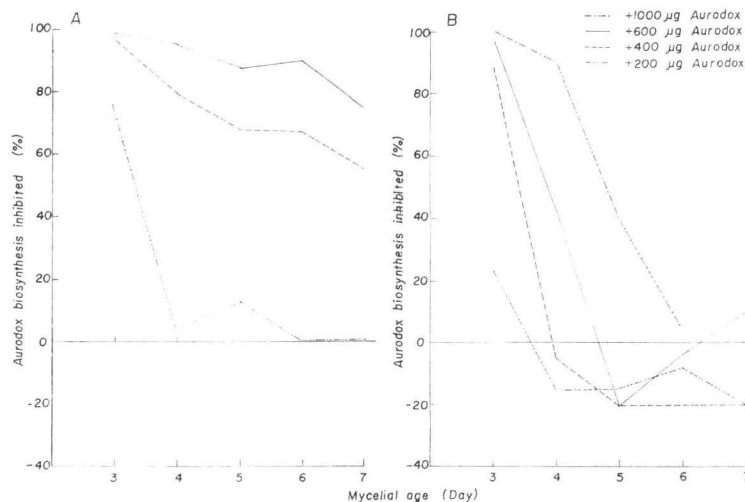 A
B
+1000 µg Aurodox
+600 µg Aurodox
+400 µg Aurodox
+200 µg Aurodox
Aurodox biosynthesis inhibited (%)
100
80
60
40
20
0
-20
-40
3 4 5 6 7
Aurodox biosynthesis inhibited (%)
100
80
60
40
20
0
-20
-40
3 4 5 6 7
Mycelial age (Day)